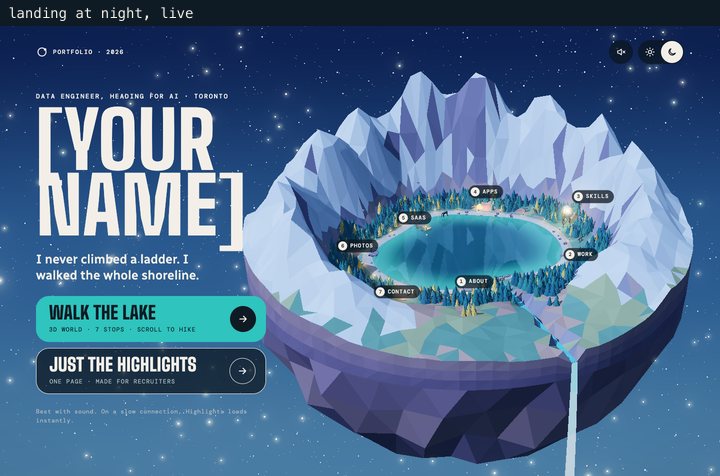 landing at night, live
PORTFOLIO · 2026
DATA ENGINEER, HEADING FOR AI · TORONTO
[YOUR
NAME]
I never climbed a ladder. I
walked the whole shoreline.
WALK THE LAKE
3D WORLD · 7 STOPS · SCROLL TO HIKE
JUST THE HIGHLIGHTS
ONE PAGE · MADE FOR RECRUITERS
Best with sound. On a slow connection, Highlights loads
instantly.
4 APPS
3 SKILLS
5 SAAS
6 PHOTOS
2 WORK
1 ABOUT
7 CONTACT